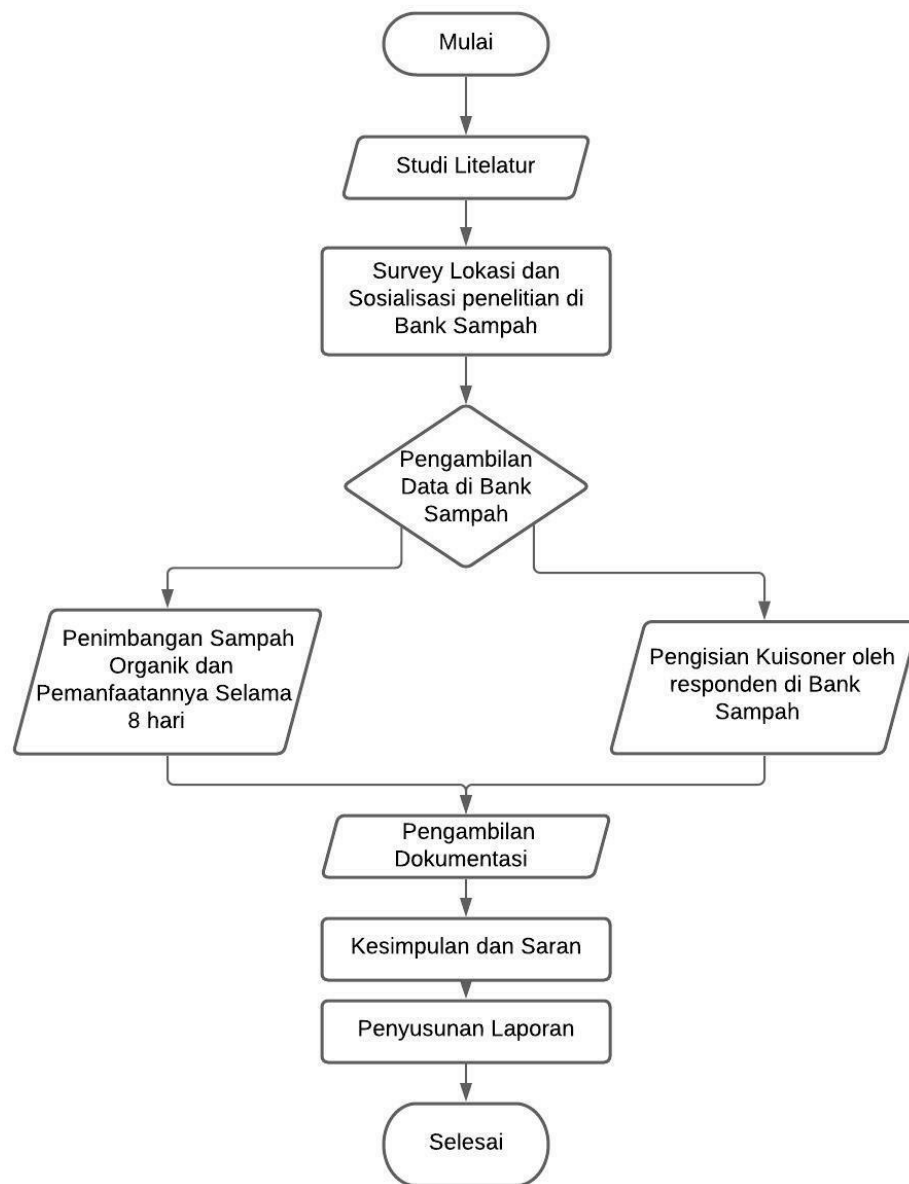 Mulai
Studi Litelatur
Survey Lokasi dan
Sosialisasi penelitian di
Bank Sampah
Pengambilan
Data di Bank
Sampah
Penimbangan Sampah
Organik dan
Pemanfaatannya Selama
8 hari
Pengisian Kuisoner oleh
responden di Bank
Sampah
Pengambilan
Dokumentasi
Kesimpulan dan Saran
Penyusunan Laporan
Selesai